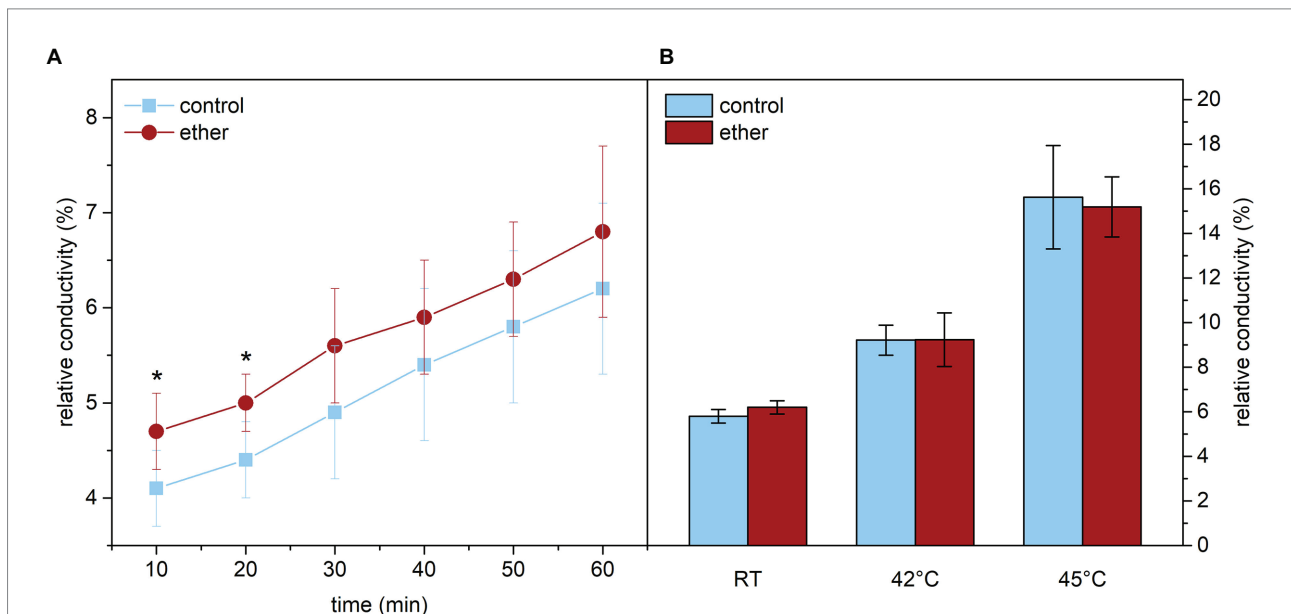 A
B
control
ether
8
7
6
5
4
relative conductivity (%)
*
*
10 20 30 40 50 60
time (min)
control
ether
20
18
16
14
12
10
8
6
4
2
0
relative conductivity (%)
RT 42°C 45°C